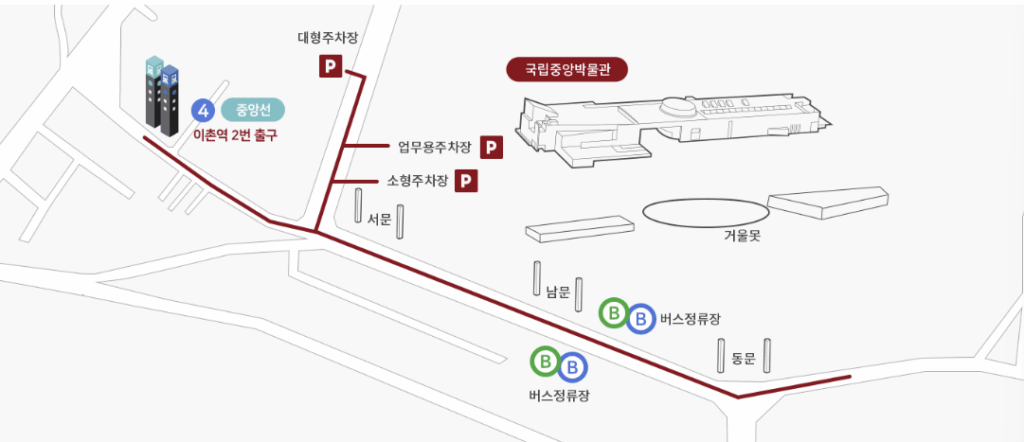 대형주차장
P
국립중앙박물관
4 중앙선
이촌역 2번 출구
업무용주차장 P
소형주차장 P
서문
거울못
남문
B B 버스정류장
동문
B B
버스정류장